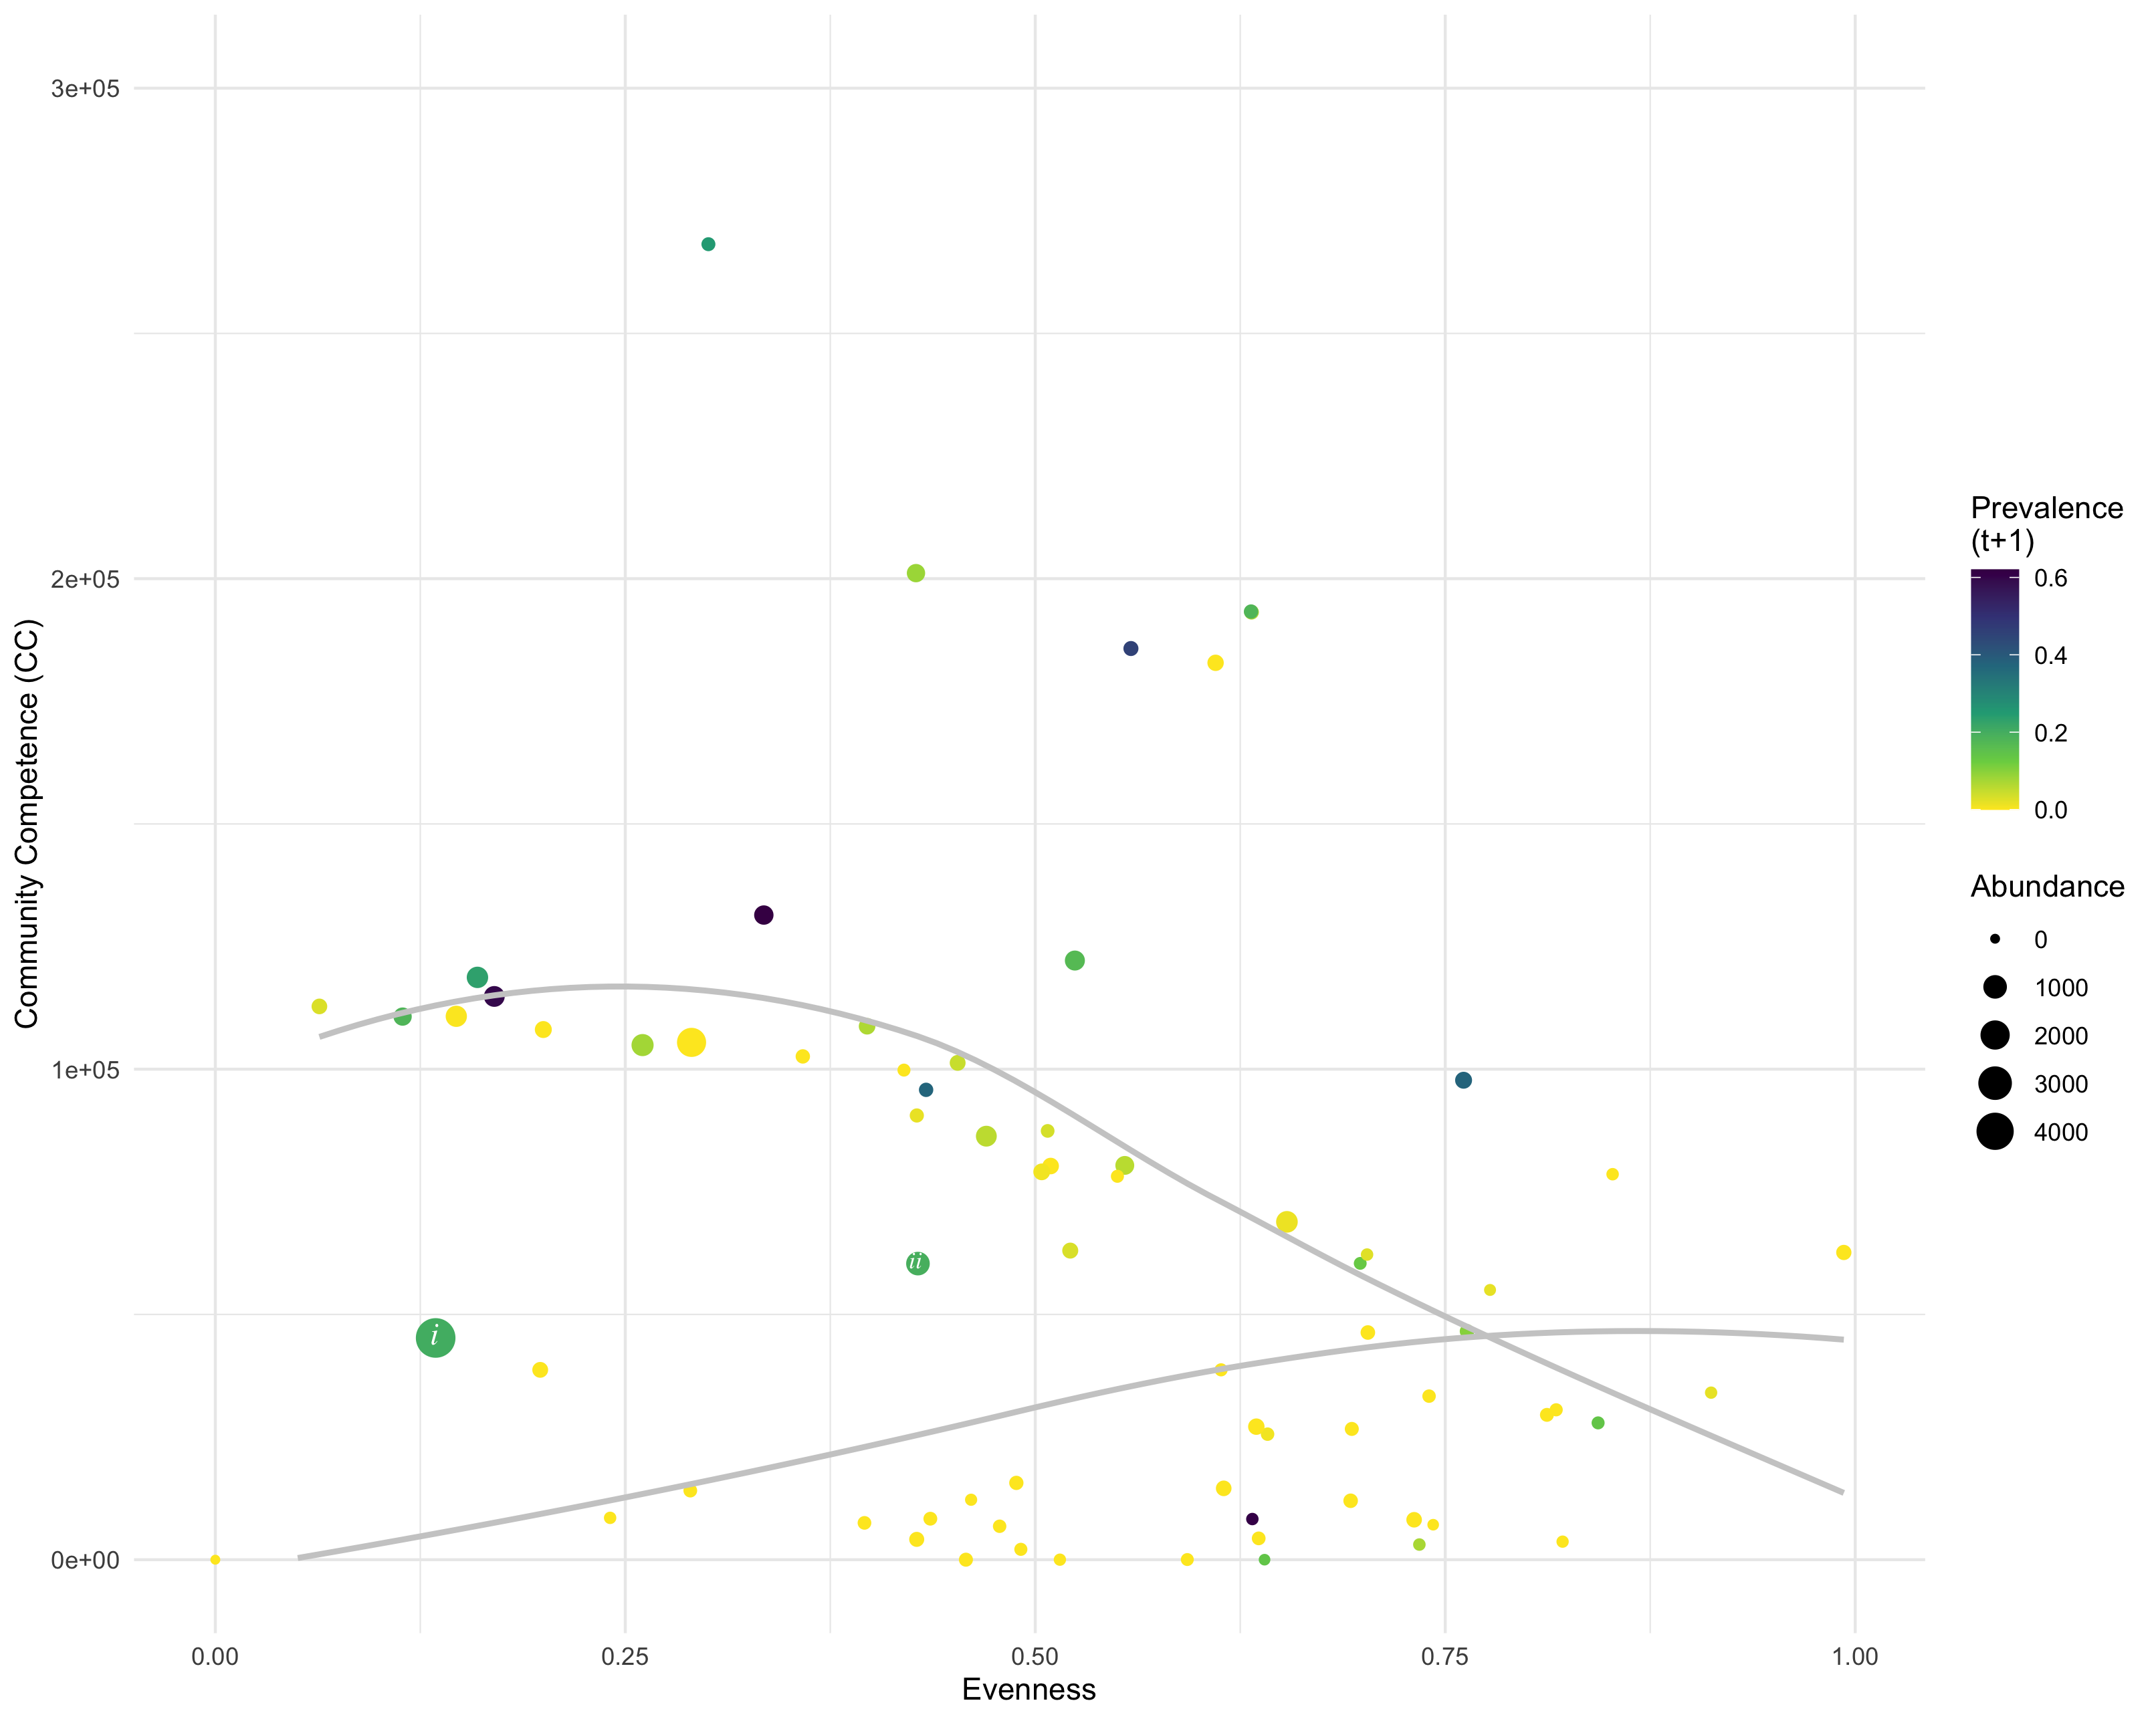 3e+05
2e+05
1e+05
0e+00
Community Competence (CC)
0.00
0.25
0.50
0.75
1.00
Evenness
i
ii
Prevalence
(t+1)
0.6
0.4
0.2
0.0
Abundance
0
1000
2000
3000
4000